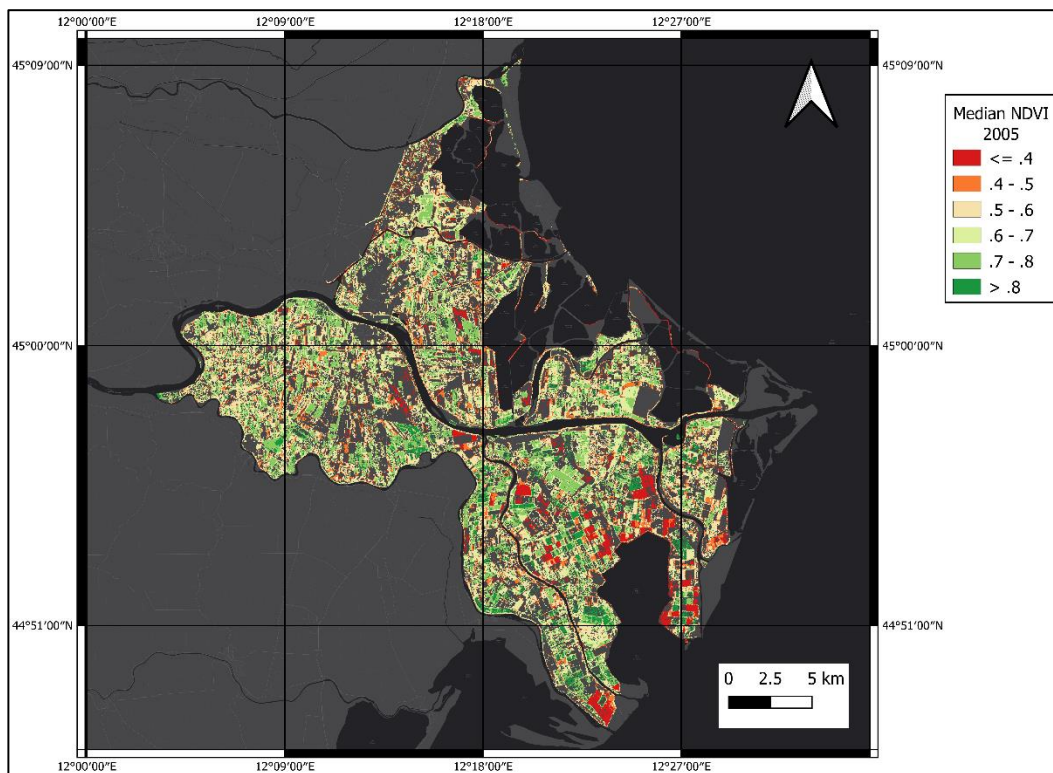 12°00'00"E 12°09'00"E 12°18'00"E 12°27'00"E
45°09'00"N 45°09'00"N
Median NDVI
2005
<= .4
.4 - .5
.5 - .6
.6 - .7
.7 - .8
> .8
45°00'00"N 45°00'00"N
44°51'00"N 44°51'00"N
0 2.5 5 km
12°00'00"E 12°09'00"E 12°18'00"E 12°27'00"E